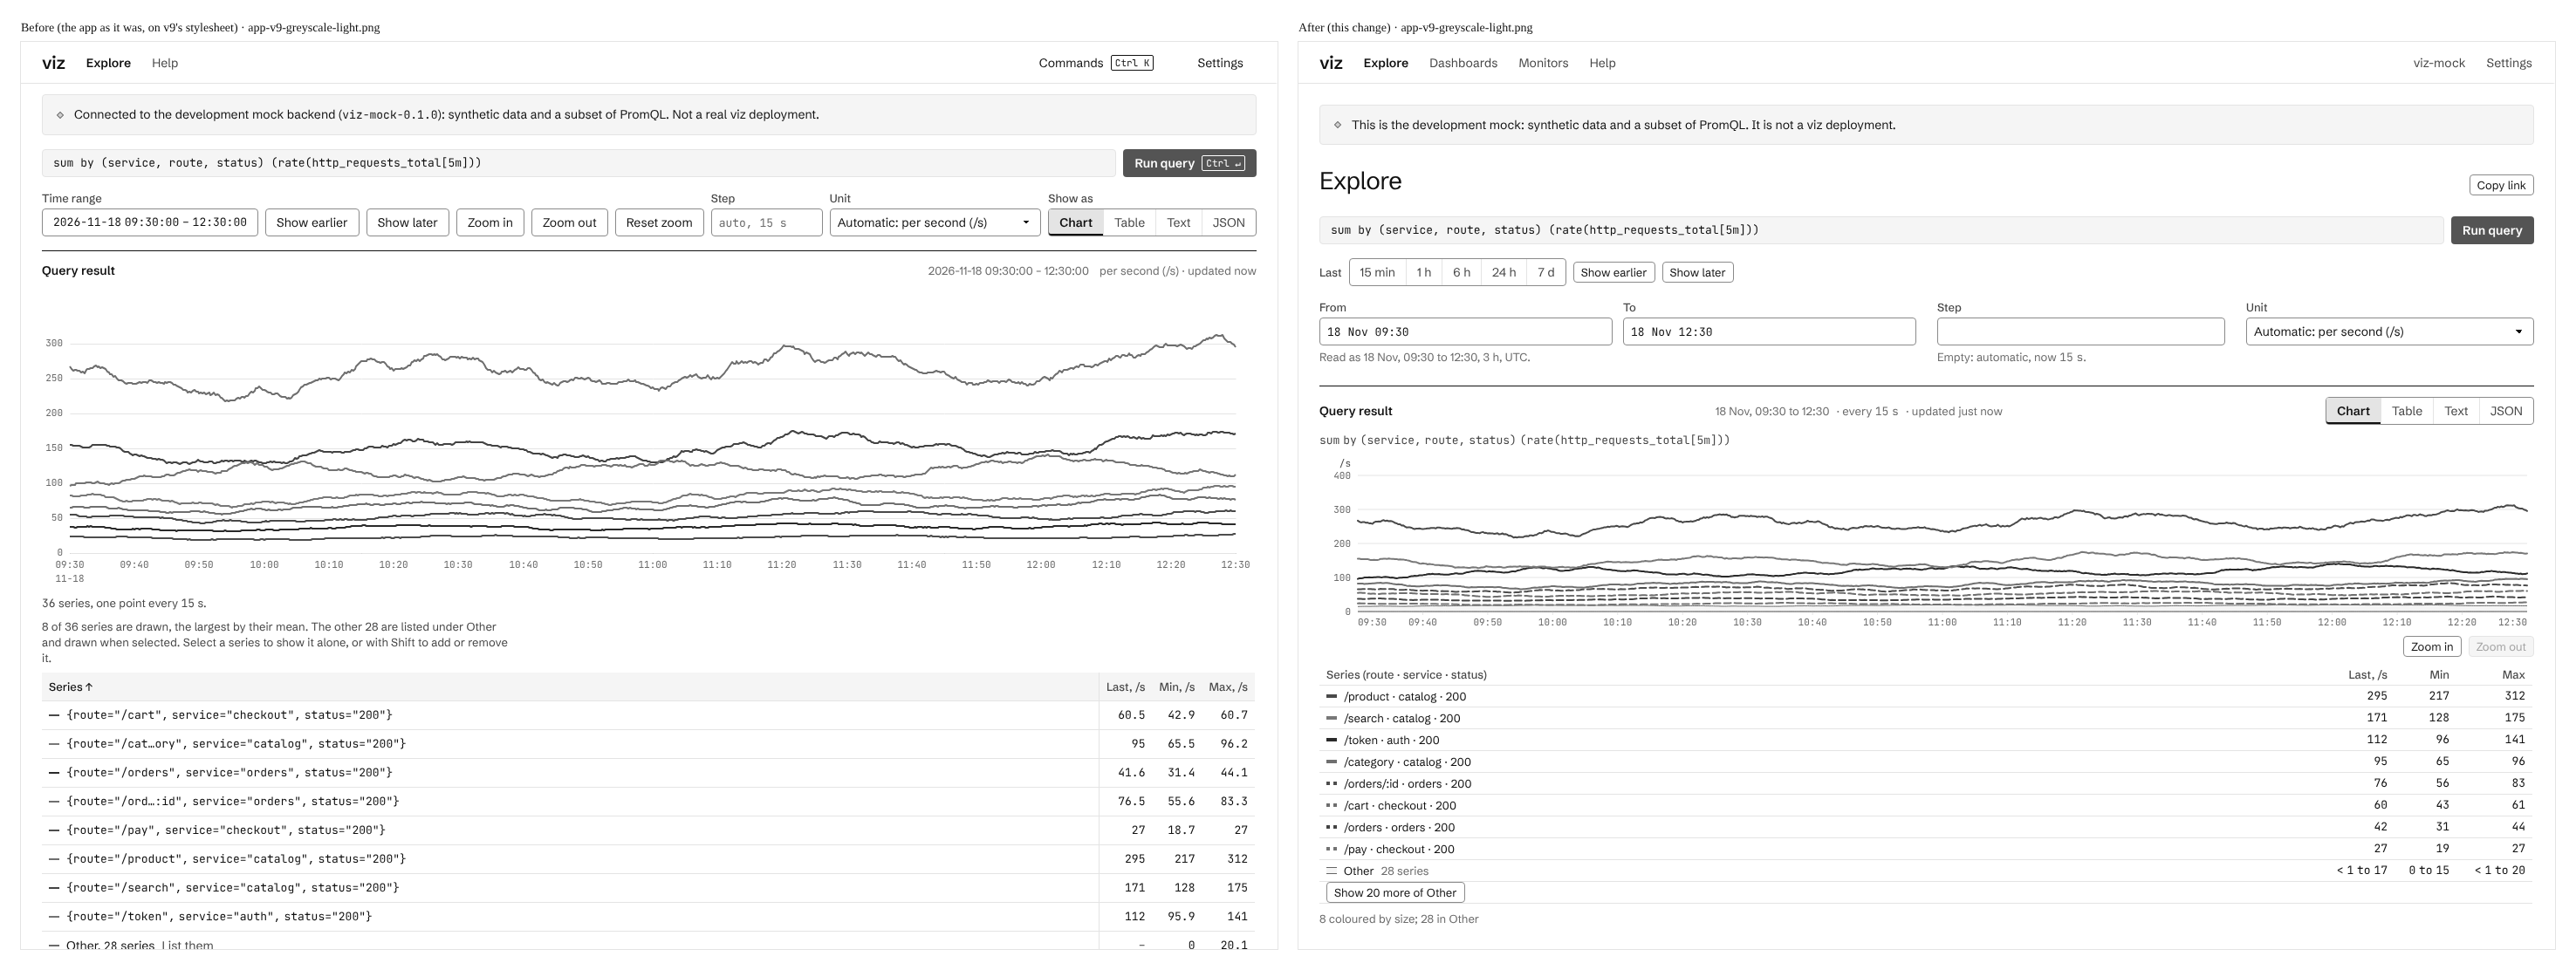 Before (the app as it was, on v9's stylesheet) · app-v9-greyscale-light.png
viz Explore Help Commands Ctrl K Settings
◇ Connected to the development mock backend (viz-mock-0.1.0): synthetic data and a subset of PromQL. Not a real viz deployment.
sum by (service, route, status) (rate(http_requests_total[5m])) Run query Ctrl ↵
Time range Step Unit Show as
2026-11-18 09:30:00 – 12:30:00 Show earlier Show later Zoom in Zoom out Reset zoom auto, 15 s Automatic: per second (/s) Chart Table Text JSON
Query result 2026-11-18 09:30:00 – 12:30:00 per second (/s) · updated now
300
250
200
150
100
50
0
09:30 09:40 09:50 10:00 10:10 10:20 10:30 10:40 10:50 11:00 11:10 11:20 11:30 11:40 11:50 12:00 12:10 12:20 12:30
11-18
36 series, one point every 15 s.
8 of 36 series are drawn, the largest by their mean. The other 28 are listed under Other
and drawn when selected. Select a series to show it alone, or with Shift to add or remove
it.
Series ↑ Last, /s Min, /s Max, /s
{route="/cart", service="checkout", status="200"} 60.5 42.9 60.7
{route="/cat…ory", service="catalog", status="200"} 95 65.5 96.2
{route="/orders", service="orders", status="200"} 41.6 31.4 44.1
{route="/ord…:id", service="orders", status="200"} 76.5 55.6 83.3
{route="/pay", service="checkout", status="200"} 27 18.7 27
{route="/product", service="catalog", status="200"} 295 217 312
{route="/search", service="catalog", status="200"} 171 128 175
{route="/token", service="auth", status="200"} 112 95.9 141
Other, 28 series List them – 0 20.1
After (this change) · app-v9-greyscale-light.png
viz Explore Dashboards Monitors Help viz-mock Settings
◇ This is the development mock: synthetic data and a subset of PromQL. It is not a viz deployment.
Explore Copy link
sum by (service, route, status) (rate(http_requests_total[5m])) Run query
Last 15 min 1 h 6 h 24 h 7 d Show earlier Show later
From To Step Unit
18 Nov 09:30 18 Nov 12:30 Automatic: per second (/s)
Read as 18 Nov, 09:30 to 12:30, 3 h, UTC. Empty: automatic, now 15 s.
Query result 18 Nov, 09:30 to 12:30 · every 15 s · updated just now Chart Table Text JSON
sum by (service, route, status) (rate(http_requests_total[5m]))
/s
400
300
200
100
0
09:30 09:40 09:50 10:00 10:10 10:20 10:30 10:40 10:50 11:00 11:10 11:20 11:30 11:40 11:50 12:00 12:10 12:20 12:30
Zoom in Zoom out
Series (route · service · status) Last, /s Min Max
/product · catalog · 200 295 217 312
/search · catalog · 200 171 128 175
/token · auth · 200 112 96 141
/category · catalog · 200 95 65 96
/orders/:id · orders · 200 76 56 83
/cart · checkout · 200 60 43 61
/orders · orders · 200 42 31 44
/pay · checkout · 200 27 19 27
Other 28 series < 1 to 17 0 to 15 < 1 to 20
Show 20 more of Other
8 coloured by size; 28 in Other